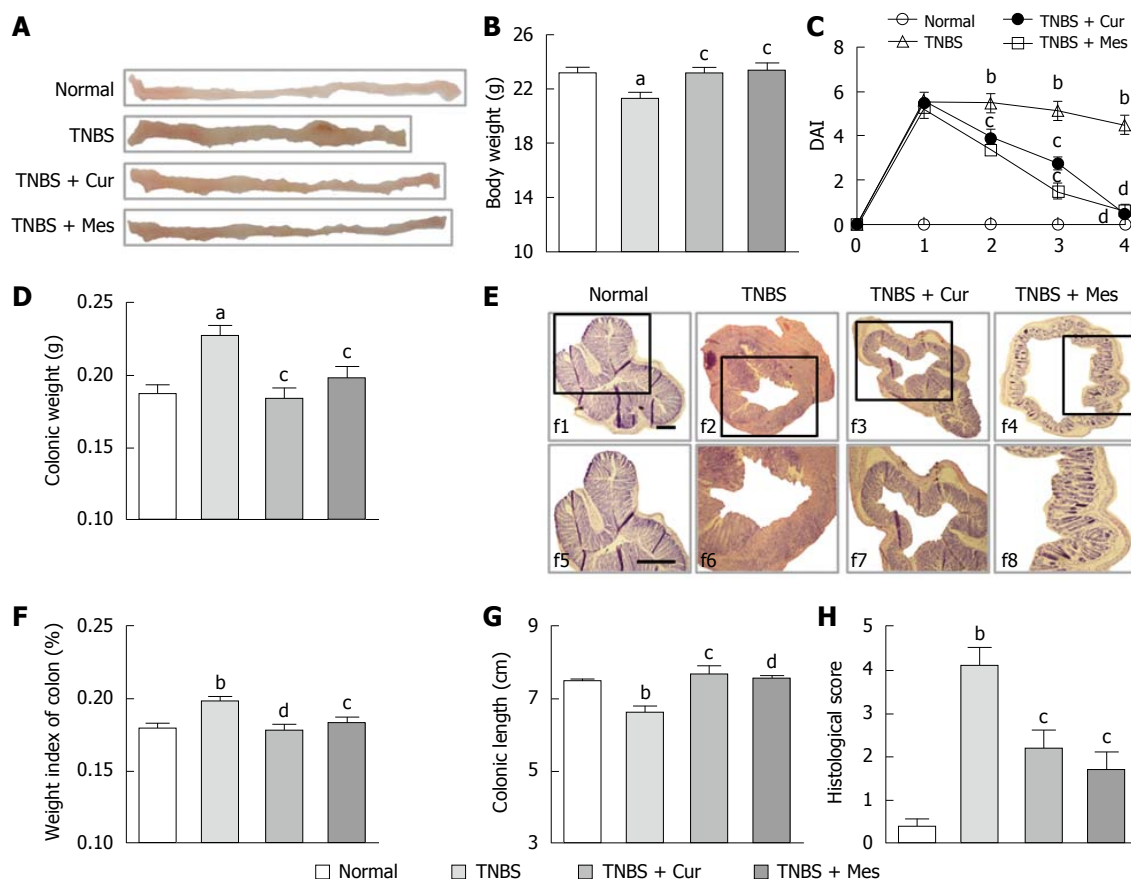 A
Normal
TNBS
TNBS + Cur
TNBS + Mes
B
Body weight (g)
26
22
18
14
10
a
c
c
C
Normal
TNBS
TNBS + Cur
TNBS + Mes
DAI
8
6
4
2
0
b
b
b
c
c
c
d
d
0 1 2 3 4
D
Colonic weight (g)
0.25
0.20
0.15
0.10
a
c
c
E
Normal TNBS TNBS + Cur TNBS + Mes
f1 f2 f3 f4
f5 f6 f7 f8
F
Weight index of colon (%)
0.25
0.20
0.15
0.10
b
d
c
G
Colonic length (cm)
9
7
5
3
b
c
d
H
Histological score
5
4
3
2
1
0
b
c
c
Normal TNBS TNBS + Cur TNBS + Mes